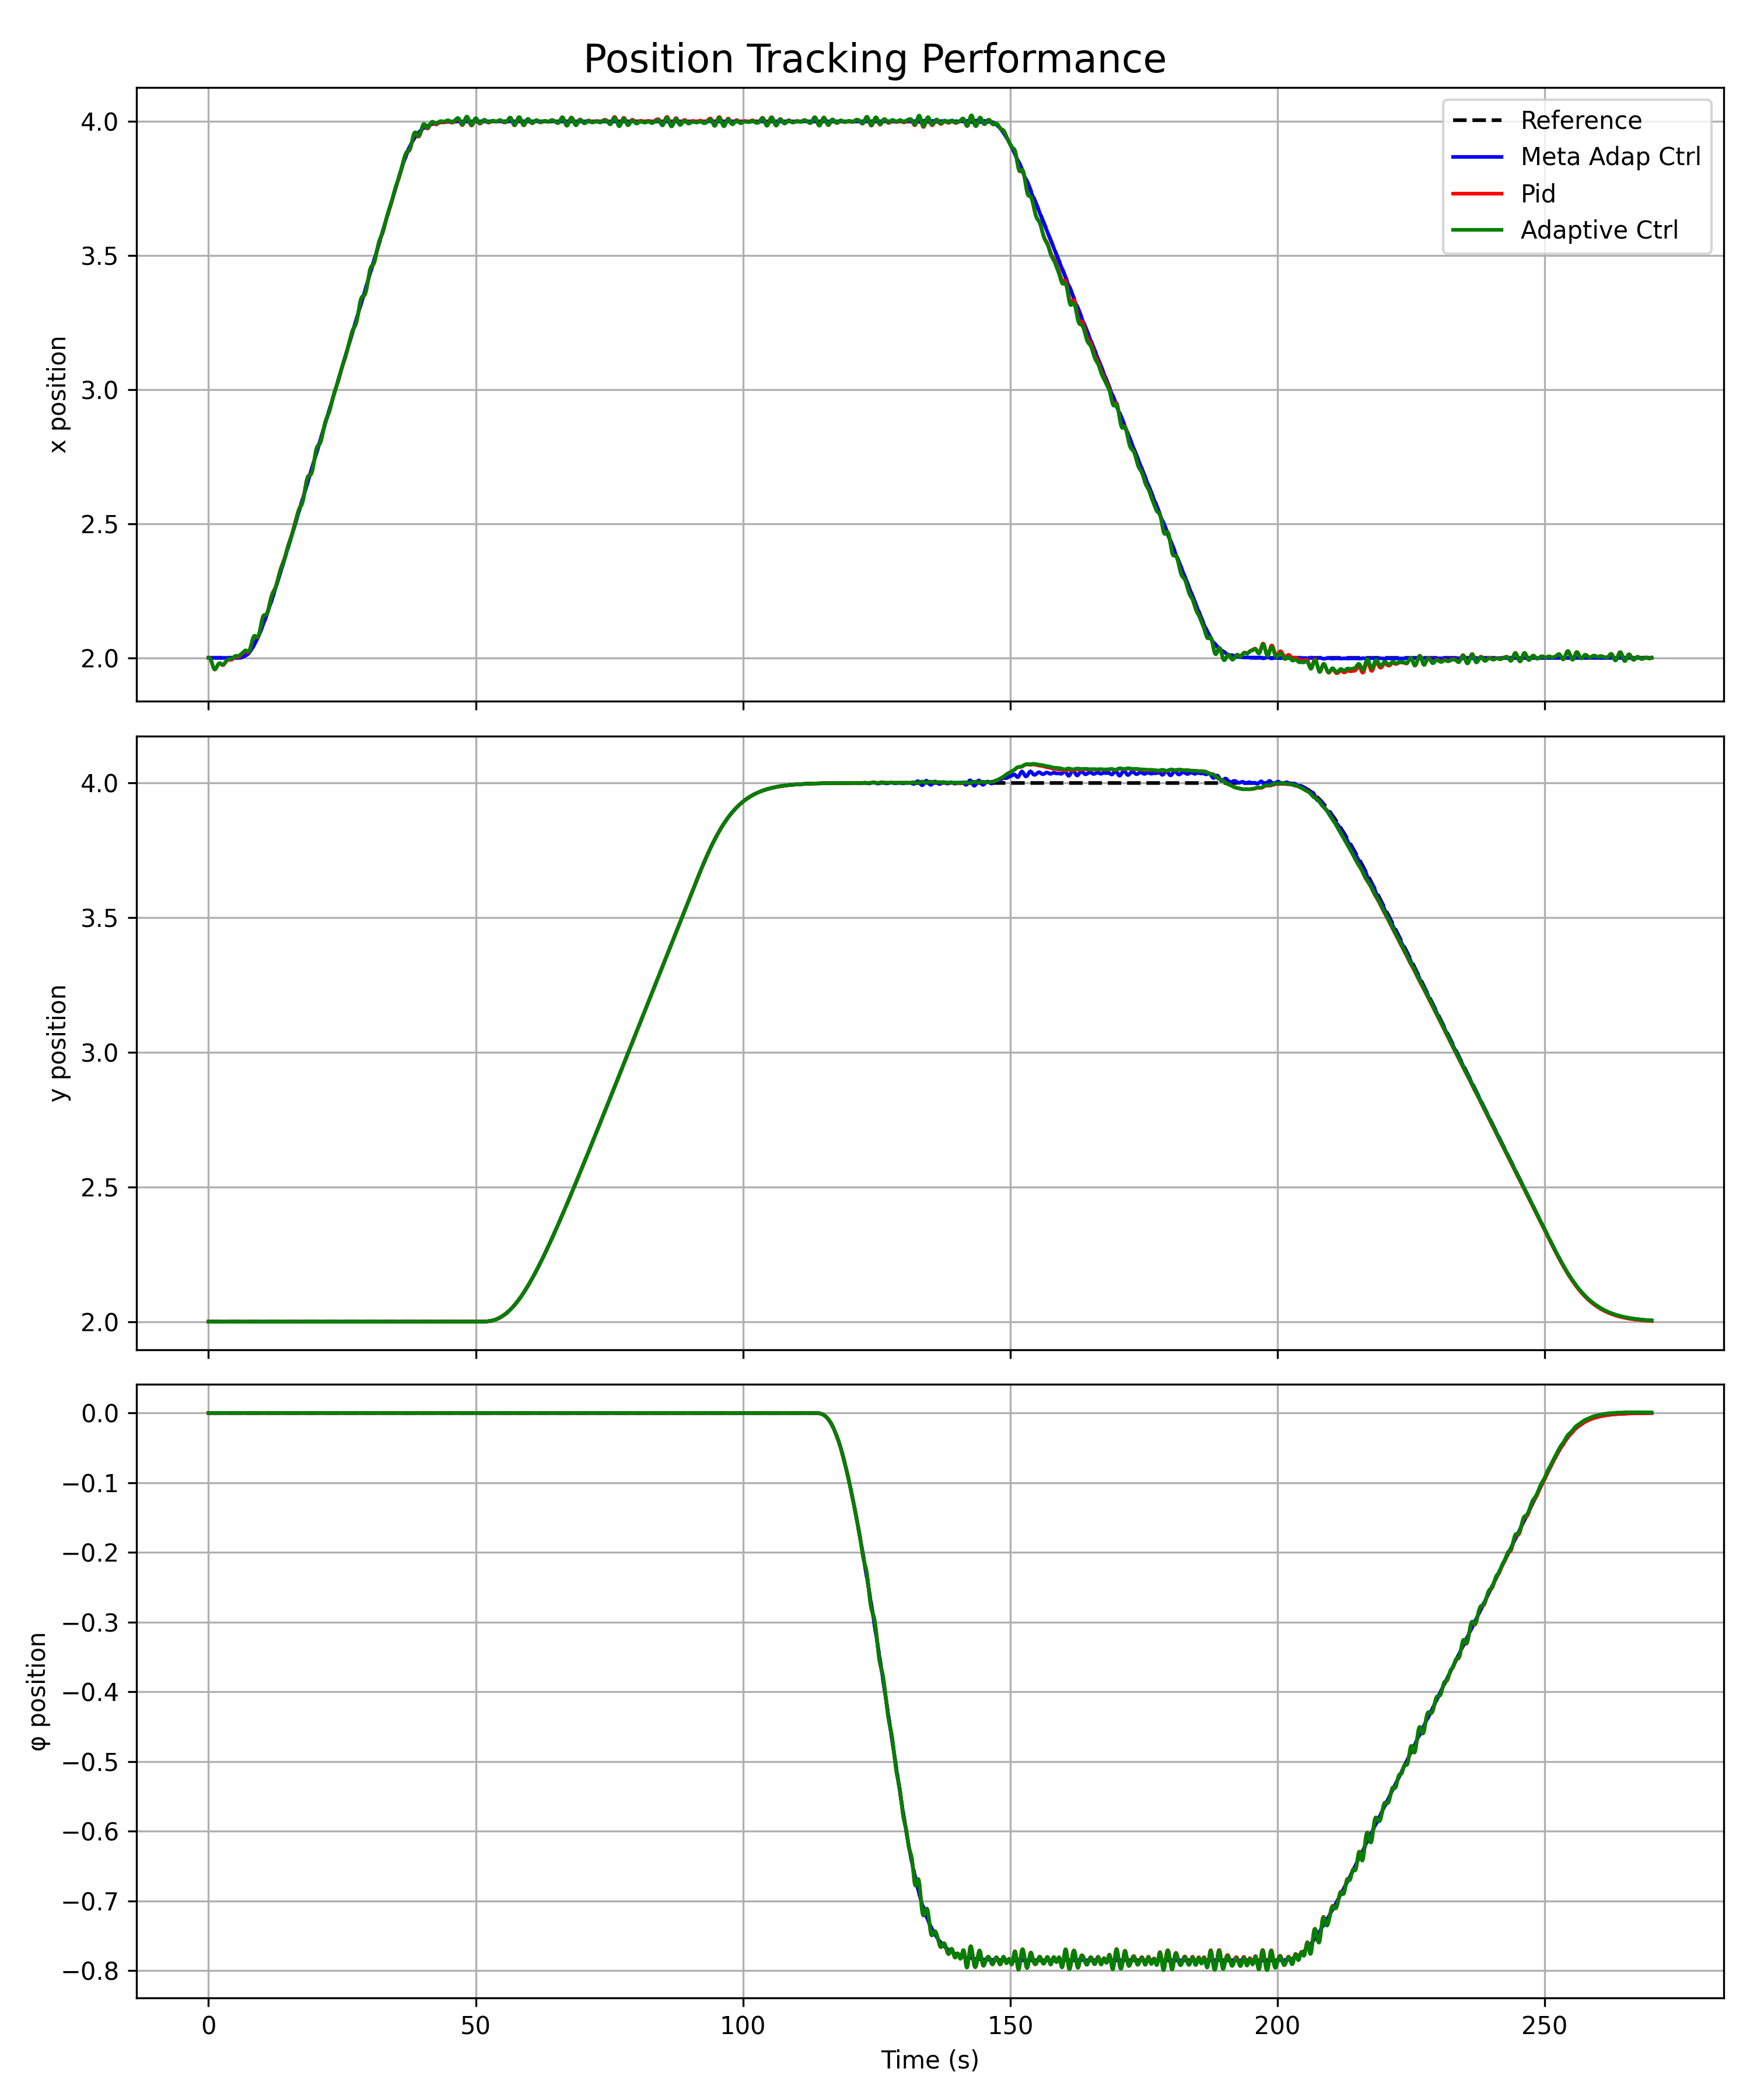 Position Tracking Performance
4.0
3.5
3.0
2.5
2.0
x position
Reference
Meta Adap Ctrl
Pid
Adaptive Ctrl
4.0
3.5
3.0
2.5
2.0
y position
0.0
−0.1
−0.2
−0.3
−0.4
−0.5
−0.6
−0.7
−0.8
φ position
0 50 100 150 200 250
Time (s)